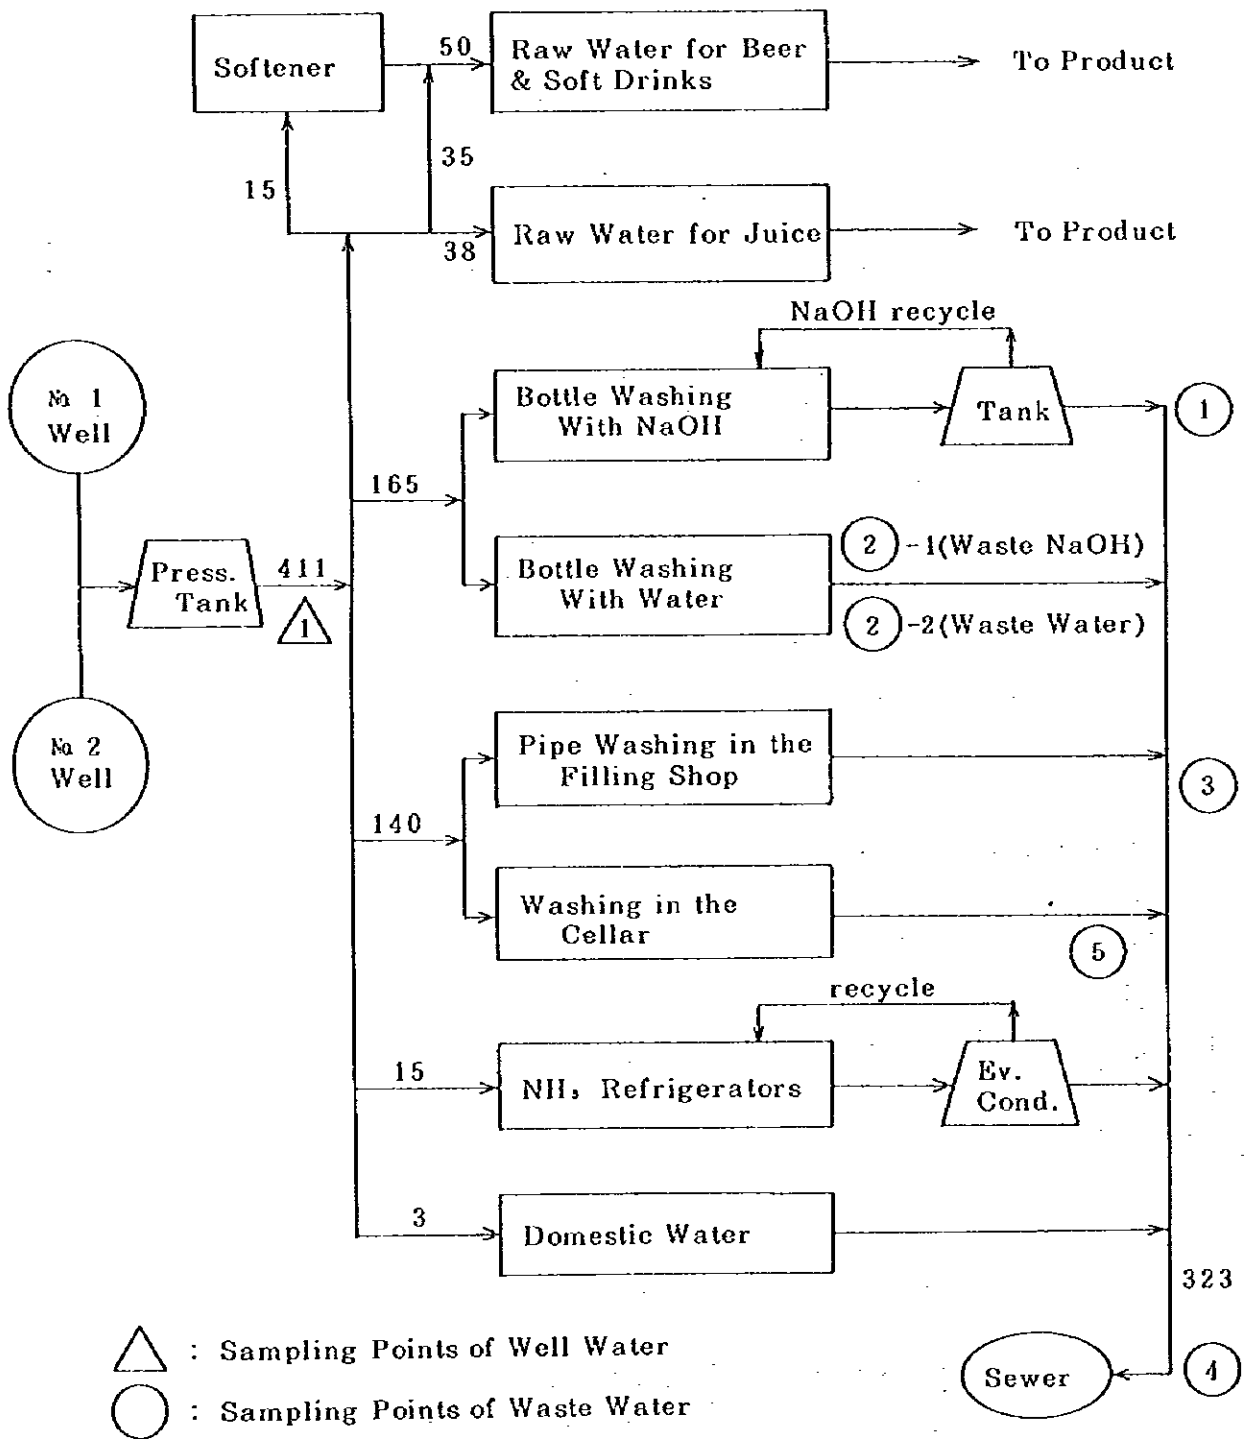 Softener
50
Raw Water for Beer
& Soft Drinks
To Product
35
15
Raw Water for Juice
38
To Product
NaOH recycle
№ 1
Well
Bottle Washing
With NaOH
Tank
1
165
Press.
Tank
411
1
Bottle Washing
With Water
2 -1(Waste NaOH)
2 -2(Waste Water)
№ 2
Well
Pipe Washing in the
Filling Shop
3
140
Washing in the
Cellar
5
recycle
15
NH₃ Refrigerators
Ev.
Cond.
3
Domestic Water
323
: Sampling Points of Well Water
Sewer
4
: Sampling Points of Waste Water